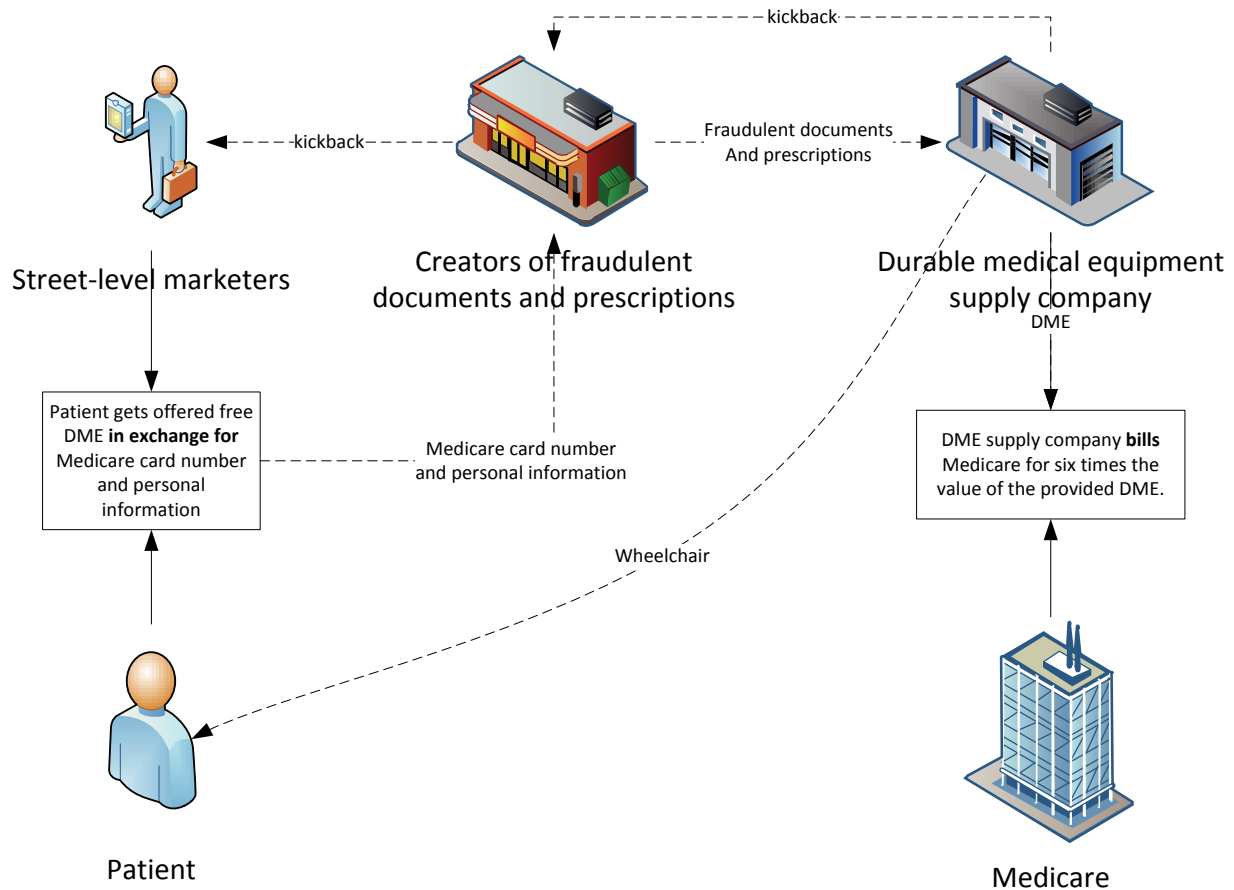 kickback
kickback
Fraudulent documents
And prescriptions
Street-level marketers
Creators of fraudulent
documents and prescriptions
Durable medical equipment
supply company
DME
Patient gets offered free
DME in exchange for
Medicare card number
and personal
information
Medicare card number
and personal information
DME supply company bills
Medicare for six times the
value of the provided DME.
Wheelchair
Patient
Medicare